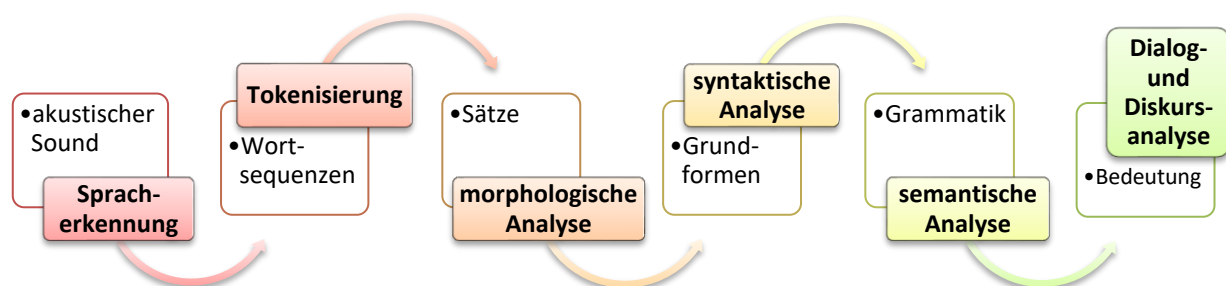 •akustischer
Sound
Sprach-
erkennung
Tokenisierung
•Wort-
sequenzen
•Sätze
morphologische
Analyse
syntaktische
Analyse
•Grund-
formen
•Grammatik
semantische
Analyse
Dialog-
und
Diskurs-
analyse
•Bedeutung